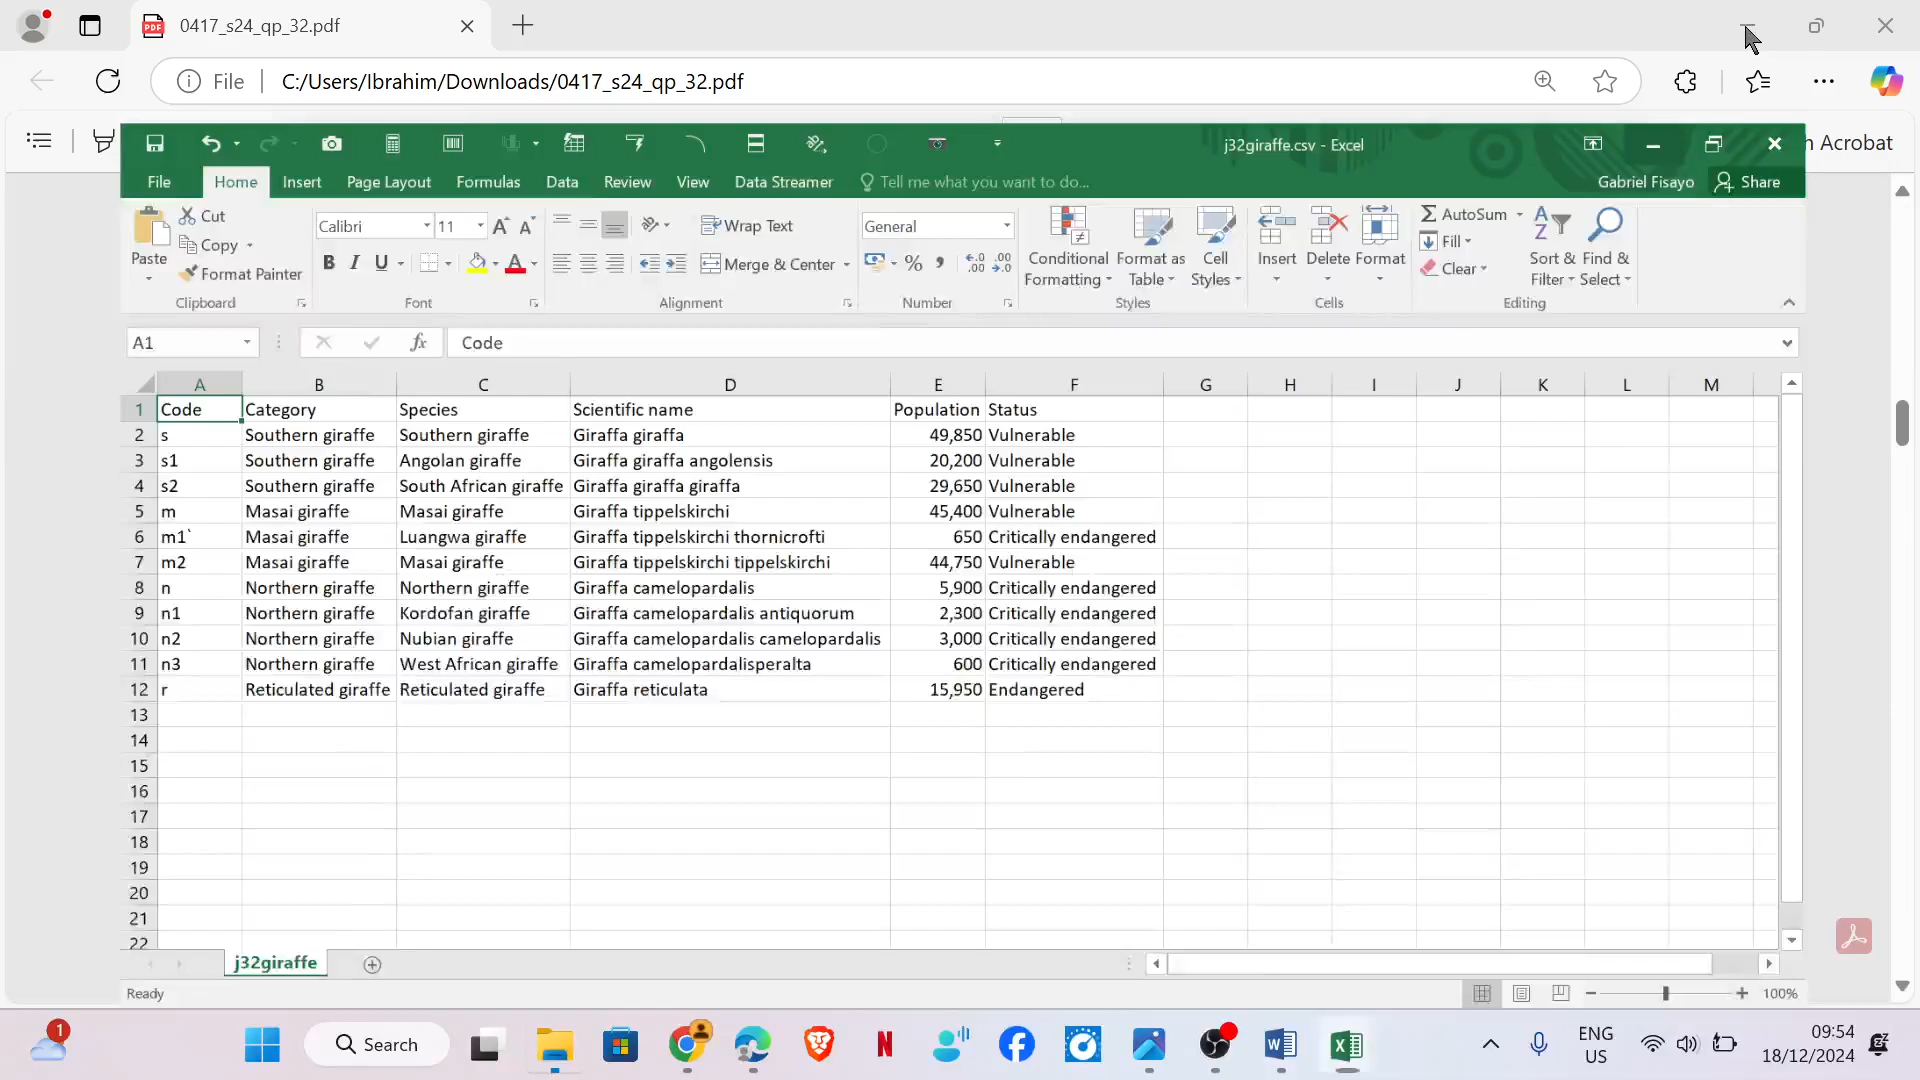 0417_s24_qp_32.pdf
File C:/Users/Ibrahim/Downloads/0417_s24_qp_32.pdf
Acrobat
j32giraffe.csv - Excel
File Home Insert Page Layout Formulas Data Review View Data Streamer Tell me what you want to do... Gabriel Fisayo Share
Paste
Cut
Copy
Format Painter
Clipboard
Calibri 11
B I U
Font
Wrap Text
Merge & Center
Alignment
General
Number
Conditional Formatting
Format as Table
Cell Styles
Styles
Insert Delete Format
Cells
AutoSum
Fill
Clear
Sort & Filter
Find & Select
Editing
A1 fx Code
A B C D E F G H I J K L M
1 Code Category Species Scientific name Population Status
2 s Southern giraffe Southern giraffe Giraffa giraffa 49,850 Vulnerable
3 s1 Southern giraffe Angolan giraffe Giraffa giraffa angolensis 20,200 Vulnerable
4 s2 Southern giraffe South African giraffe Giraffa giraffa giraffa 29,650 Vulnerable
5 m Masai giraffe Masai giraffe Giraffa tippelskirchi 45,400 Vulnerable
6 m1` Masai giraffe Luangwa giraffe Giraffa tippelskirchi thornicrofti 650 Critically endangered
7 m2 Masai giraffe Masai giraffe Giraffa tippelskirchi tippelskirchi 44,750 Vulnerable
8 n Northern giraffe Northern giraffe Giraffa camelopardalis 5,900 Critically endangered
9 n1 Northern giraffe Kordofan giraffe Giraffa camelopardalis antiquorum 2,300 Critically endangered
10 n2 Northern giraffe Nubian giraffe Giraffa camelopardalis camelopardalis 3,000 Critically endangered
11 n3 Northern giraffe West African giraffe Giraffa camelopardalisperalta 600 Critically endangered
12 r Reticulated giraffe Reticulated giraffe Giraffa reticulata 15,950 Endangered
13
14
15
16
17
18
19
20
21
22
j32giraffe
Ready 100%
1 Search ENG US 09:54 18/12/2024